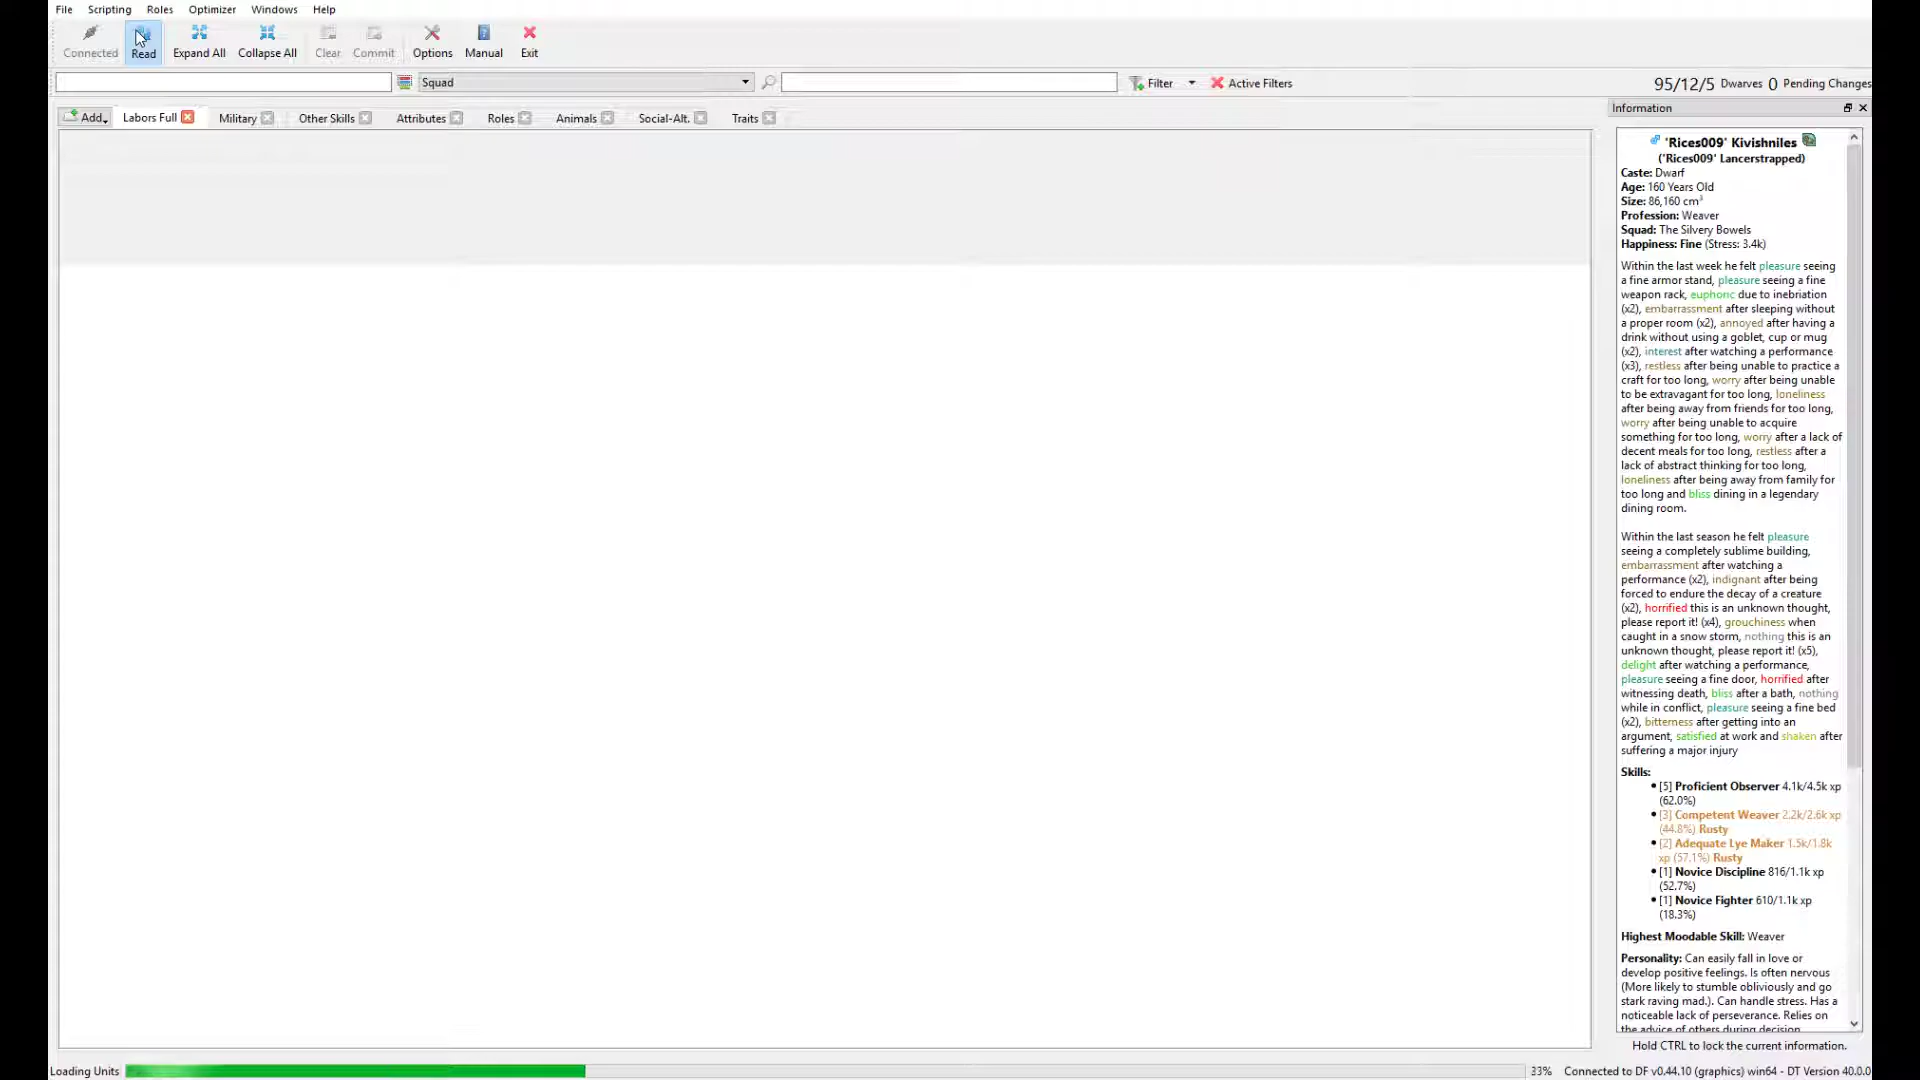 File Scripting Roles Optimizer Windows Help
Connected Read Expand All Collapse All Clear Commit Options Manual Exit
Squad Filter Active Filters 95/12/5 Dwarves 0 Pending Changes
Add Labors Full Military Other Skills Attributes Roles Animals Social-Alt. Traits
Information
'Rices009' Kivishniles
('Rices009' Lancerstrapped)
Caste: Dwarf
Age: 160 Years Old
Size: 86,160 cm³
Profession: Weaver
Squad: The Silvery Bowels
Happiness: Fine (Stress: 3.4k)
Within the last week he felt pleasure seeing
a fine armor stand, pleasure seeing a fine
weapon rack, euphoric due to inebriation
(x2), embarrassment after sleeping without
a proper room (x2), annoyed after having a
drink without using a goblet, cup or mug
(x2), interest after watching a performance
(x3), restless after being unable to practice a
craft for too long, worry after being unable
to be extravagant for too long, loneliness
after being away from friends for too long,
worry after being unable to acquire
something for too long, worry after a lack of
decent meals for too long, restless after a
lack of abstract thinking for too long,
loneliness after being away from family for
too long and bliss dining in a legendary
dining room.
Within the last season he felt pleasure
seeing a completely sublime building,
embarrassment after watching a
performance (x2), indignant after being
forced to endure the decay of a creature
(x2), horrified this is an unknown thought,
please report it! (x4), grouchiness when
caught in a snow storm, nothing this is an
unknown thought, please report it! (x5),
delight after watching a performance,
pleasure seeing a fine door, horrified after
witnessing death, bliss after a bath, nothing
while in conflict, pleasure seeing a fine bed
(x2), bitterness after getting into an
argument, satisfied at work and shaken after
suffering a major injury
Skills:
• [5] Proficient Observer 4.1k/4.5k xp
(62.0%)
• [3] Competent Weaver 2.2k/2.6k xp
(44.8%) Rusty
• [2] Adequate Lye Maker 1.5k/1.8k
xp (57.1%) Rusty
• [1] Novice Discipline 816/1.1k xp
(52.7%)
• [1] Novice Fighter 610/1.1k xp
(18.3%)
Highest Moodable Skill: Weaver
Personality: Can easily fall in love or
develop positive feelings. Is often nervous
(More likely to stumble obliviously and go
stark raving mad.). Can handle stress. Has a
noticeable lack of perseverance. Relies on
the advice of others during decision
Hold CTRL to lock the current information.
Loading Units 33% Connected to DF v0.44.10 (graphics) win64 - DT Version 40.0.0